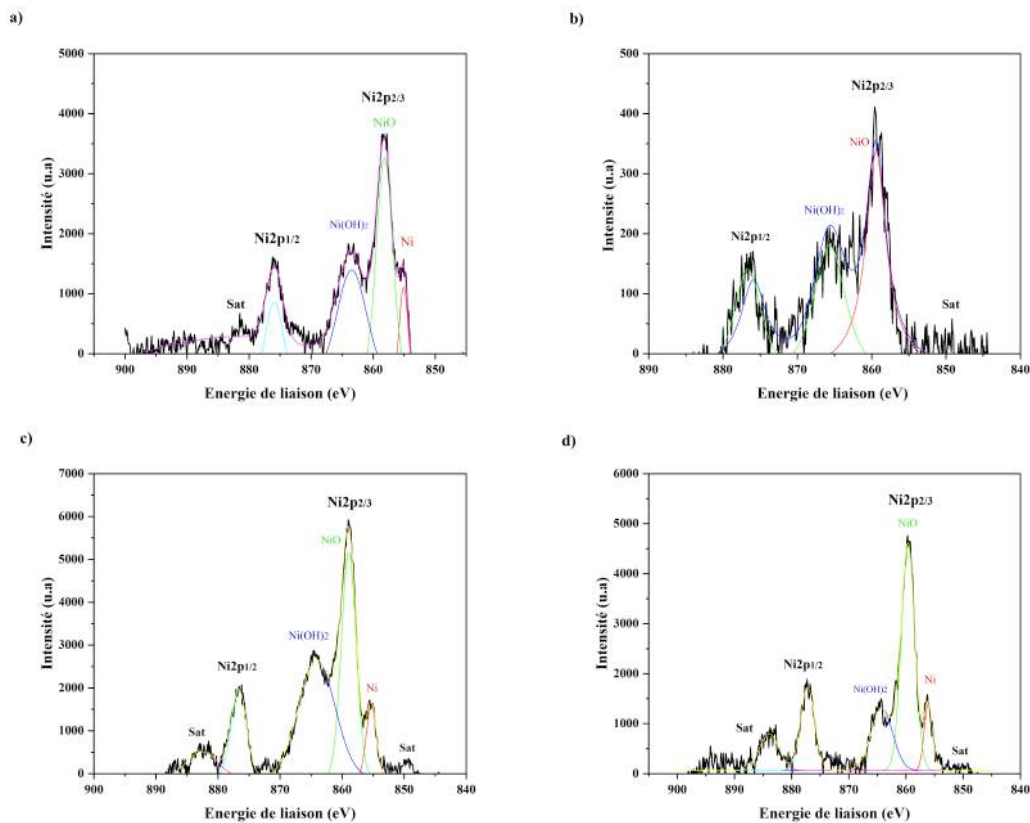 a)
5000
4000
3000
2000
1000
0
Intensité (u.a)
Ni2p2/3
NiO
Ni(OH)2
Ni
Ni2p1/2
Sat
900 890 880 870 860 850
Energie de liaison (eV)
b)
500
400
300
200
100
0
Intensité (u.a)
Ni2p2/3
NiO
Ni(OH)2
Ni2p1/2
Sat
890 880 870 860 850 840
Energie de liaison (eV)
c)
7000
6000
5000
4000
3000
2000
1000
0
Intensité (u.a)
Ni2p2/3
NiO
Ni(OH)2
Ni2p1/2
Ni
Sat
Sat
900 890 880 870 860 850 840
Energie de liaison (eV)
d)
6000
5000
4000
3000
2000
1000
0
Intensité (u.a)
Ni2p2/3
NiO
Ni2p1/2
Ni(OH)2
Ni
Sat
Sat
900 890 880 870 860 850 840
Energie de liaison (eV)